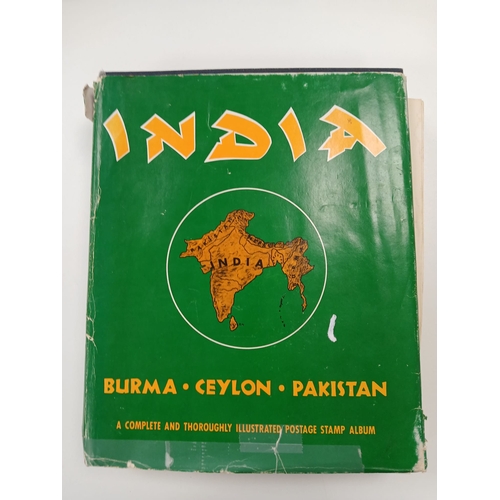 INDIA
INDIA
BURMA • CEYLON • PAKISTAN
A COMPLETE AND THOROUGHLY ILLUSTRATED POSTAGE STAMP ALBUM